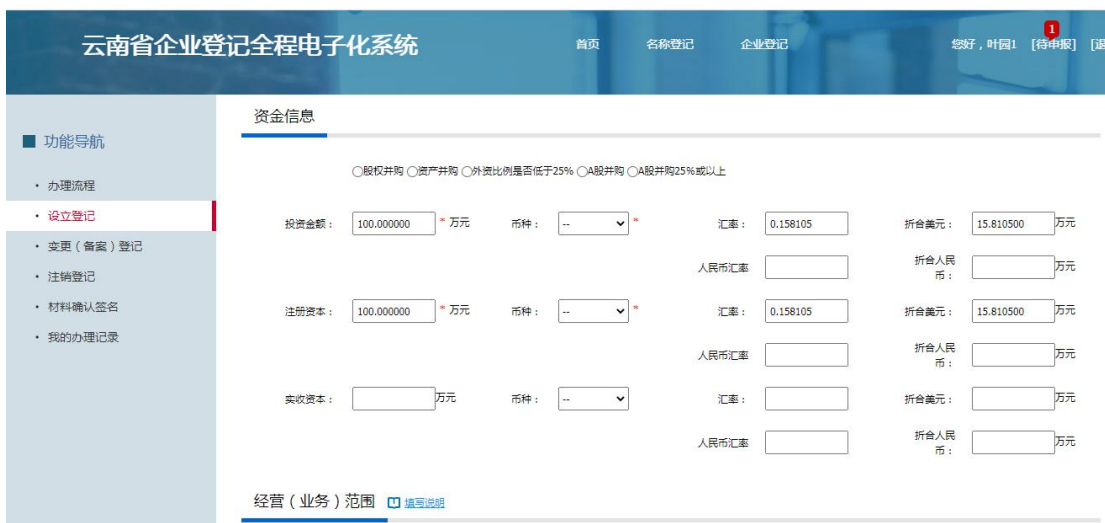 云南省企业登记全程电子化系统
首页 名称登记 企业登记 您好，叶园1 [待申报] 1 [退
功能导航
· 办理流程
· 设立登记
· 变更（备案）登记
· 注销登记
· 材料确认签名
· 我的办理记录
资金信息
股权并购 资产并购 外资比例是否低于25% A股并购 A股并购25%或以上
投资金额： 100.000000 * 万元 币种： -- * 汇率： 0.158105 折合美元： 15.810500 万元
人民币汇率 折合人民币： 万元
注册资本： 100.000000 * 万元 币种： -- * 汇率： 0.158105 折合美元： 15.810500 万元
人民币汇率 折合人民币： 万元
实收资本： 万元 币种： -- 汇率： 折合美元： 万元
人民币汇率 折合人民币： 万元
经营（业务）范围 填写说明